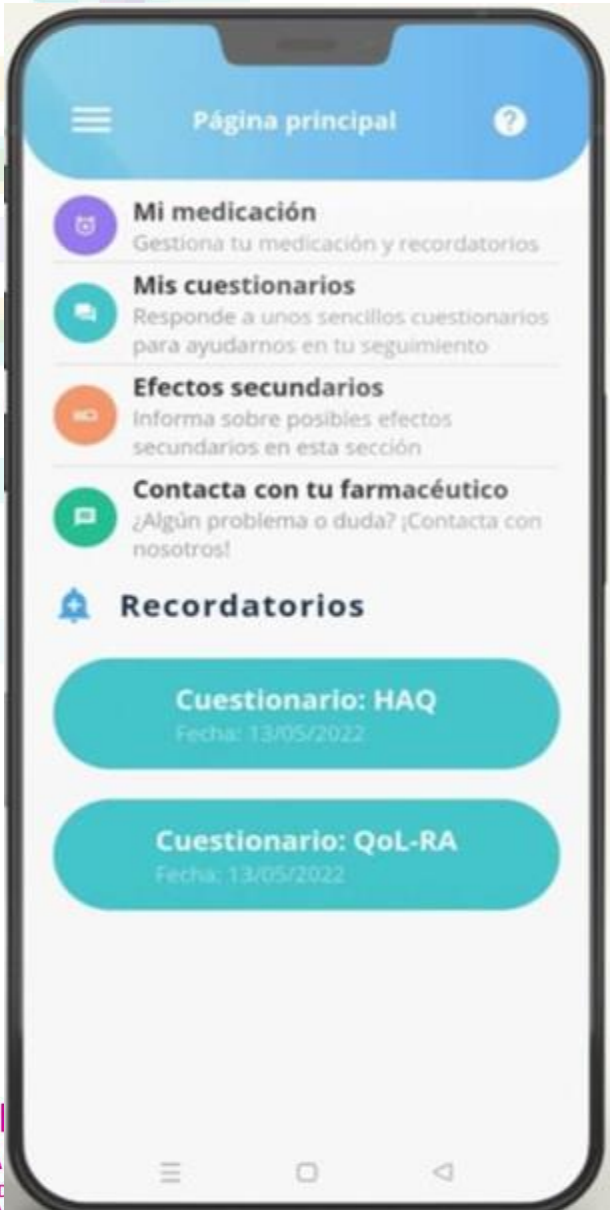 Página principal
Mi medicación
Gestiona tu medicación y recordatorios
Mis cuestionarios
Responde a unos sencillos cuestionarios
para ayudarnos en tu seguimiento
Efectos secundarios
Informa sobre posibles efectos
secundarios en esta sección
Contacta con tu farmacéutico
¿Algún problema o duda? ¡Contacta con
nosotros!
Recordatorios
Cuestionario: HAQ
Fecha: 13/05/2022
Cuestionario: QoL-RA
Fecha: 13/05/2022